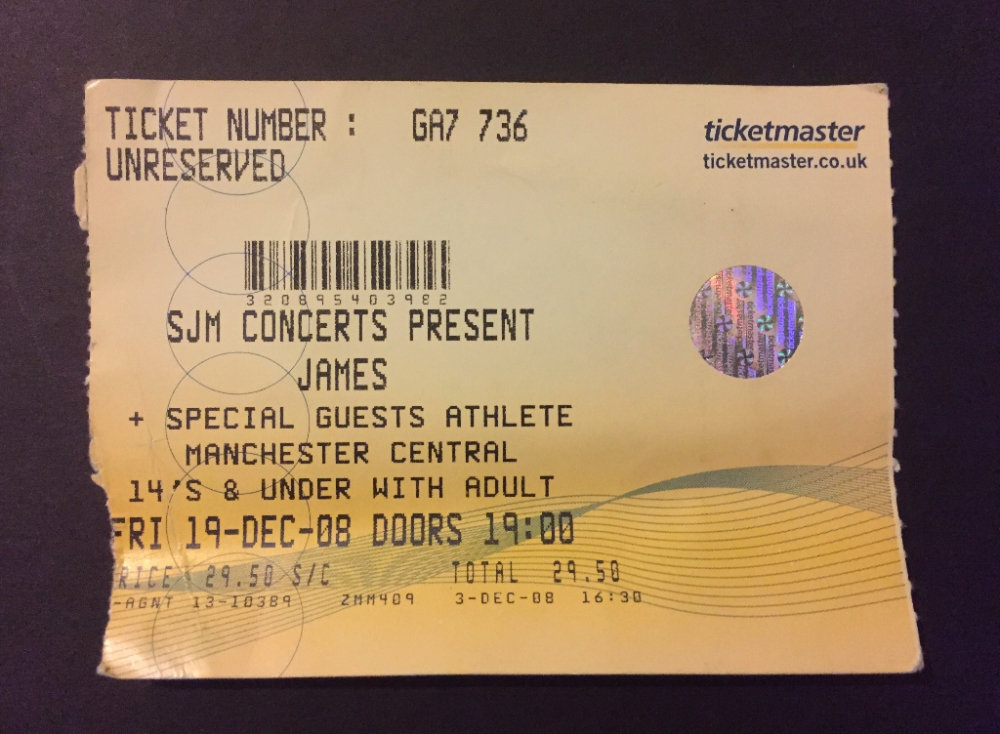 TICKET NUMBER : GA7 736
UNRESERVED
ticketmaster
ticketmaster.co.uk
320895403982
SJM CONCERTS PRESENT
JAMES
+ SPECIAL GUESTS ATHLETE
MANCHESTER CENTRAL
14'S & UNDER WITH ADULT
FRI 19-DEC-08 DOORS 19:00
RICE 29.50 S/C TOTAL 29.50
-AGNT 13-10389 2MM409 3-DEC-08 16:30